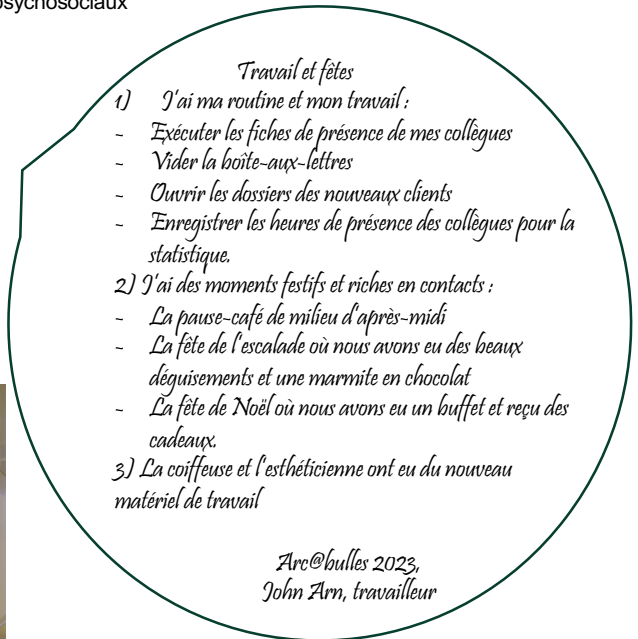 psychosociaux
Travail et fêtes
1) J'ai ma routine et mon travail :
- Exécuter les fiches de présence de mes collègues
- Vider la boîte-aux-lettres
- Ouvrir les dossiers des nouveaux clients
- Enregistrer les heures de présence des collègues pour la
statistique.
2) J'ai des moments festifs et riches en contacts :
- La pause-café de milieu d'après-midi
- La fête de l'escalade où nous avons eu des beaux
déguisements et une marmite en chocolat
- La fête de Noël où nous avons eu un buffet et reçu des
cadeaux.
3) La coiffeuse et l'esthéticienne ont eu du nouveau
matériel de travail
Arc@bulles 2023,
John Arn, travailleur